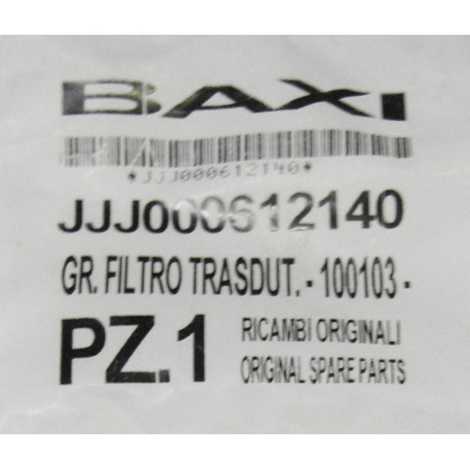 BAXI
*JJJ000612140*
JJJ000612140
GR. FILTRO TRASDUT. - 100103 -
PZ.1
RICAMBI ORIGINALI
ORIGINAL SPARE PARTS